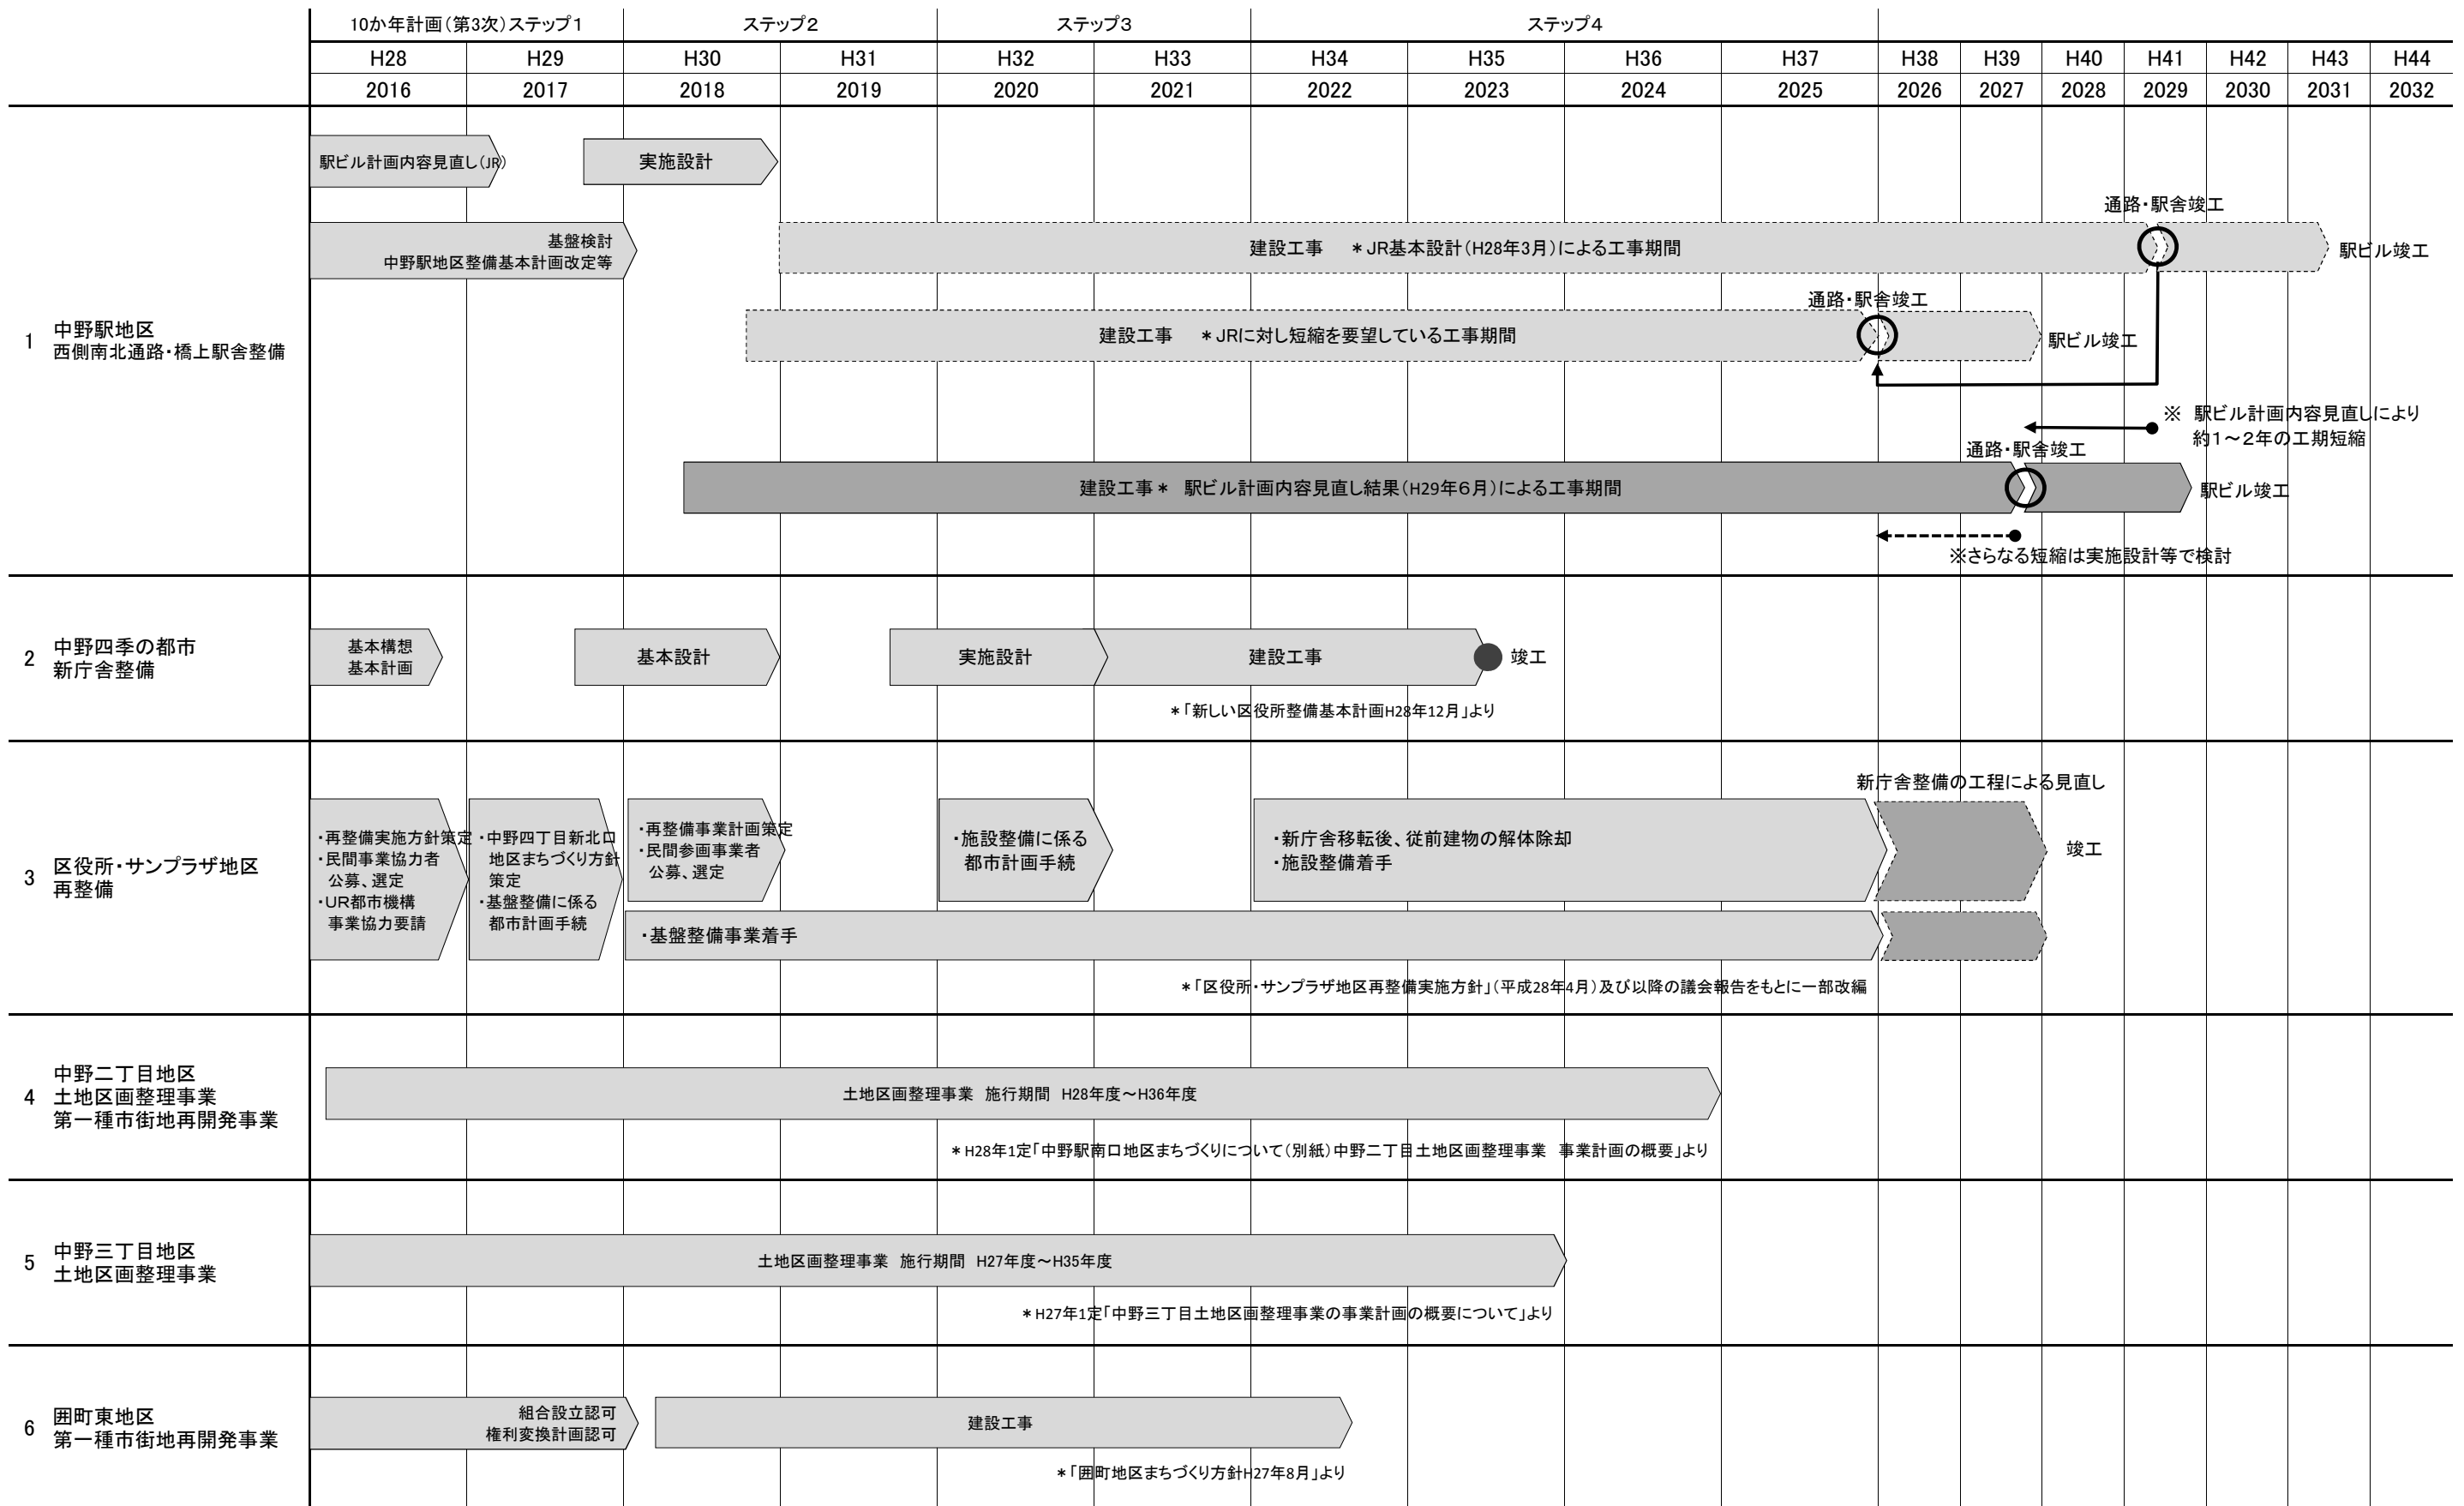 10か年計画（第3次）ステップ１
ステップ２
ステップ３
ステップ４
H28
H29
H30
H31
H32
H33
H34
H35
H36
H37
H38
H39
H40
H41
H42
H43
H44
2016
2017
2018
2019
2020
2021
2022
2023
2024
2025
2026
2027
2028
2029
2030
2031
2032
1
中野駅地区
西側南北通路・橋上駅舎整備
駅ビル計画内容見直し（JR）
実施設計
基盤検討
中野駅地区整備基本計画改定等
通路・駅舎竣工
建設工事　＊JR基本設計（H28年3月）による工事期間
駅ビル竣工
通路・駅舎竣工
建設工事　＊JRに対し短縮を要望している工事期間
駅ビル竣工
※　駅ビル計画内容見直しにより
約１～２年の工期短縮
通路・駅舎竣工
建設工事＊　駅ビル計画内容見直し結果（H29年６月）による工事期間
駅ビル竣工
※さらなる短縮は実施設計等で検討
2
中野四季の都市
新庁舎整備
基本構想
基本計画
基本設計
実施設計
建設工事
竣工
＊「新しい区役所整備基本計画H28年12月」より
3
区役所・サンプラザ地区
再整備
・再整備実施方針策定
・民間事業協力者
公募、選定
・UR都市機構
事業協力要請
・中野四丁目新北口
地区まちづくり方針
策定
・基盤整備に係る
都市計画手続
・再整備事業計画策定
・民間参画事業者
公募、選定
・施設整備に係る
都市計画手続
・新庁舎移転後、従前建物の解体除却
・施設整備着手
新庁舎整備の工程による見直し
竣工
・基盤整備事業着手
＊「区役所・サンプラザ地区再整備実施方針」（平成28年4月）及び以降の議会報告をもとに一部改編
4
中野二丁目地区
土地区画整理事業
第一種市街地再開発事業
土地区画整理事業　施行期間　H28年度～H36年度
＊H28年1定「中野駅南口地区まちづくりについて（別紙）中野二丁目土地区画整理事業　事業計画の概要」より
5
中野三丁目地区
土地区画整理事業
土地区画整理事業　施行期間　H27年度～H35年度
＊H27年1定「中野三丁目土地区画整理事業の事業計画の概要について」より
6
囲町東地区
第一種市街地再開発事業
組合設立認可
権利変換計画認可
建設工事
＊「囲町地区まちづくり方針H27年8月」より